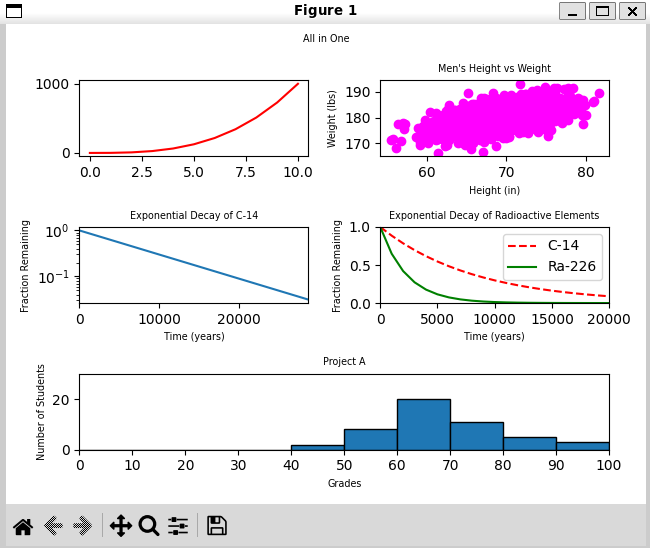 Figure 1
All in One
1000
0
0.0 2.5 5.0 7.5 10.0
Men's Height vs Weight
Weight (lbs)
190
180
170
60 70 80
Height (in)
Exponential Decay of C-14
Fraction Remaining
10⁰
10⁻¹
0 10000 20000
Time (years)
Exponential Decay of Radioactive Elements
Fraction Remaining
1.0
0.5
0.0
C-14
Ra-226
0 5000 10000 15000 20000
Time (years)
Project A
Number of Students
20
0
0 10 20 30 40 50 60 70 80 90 100
Grades